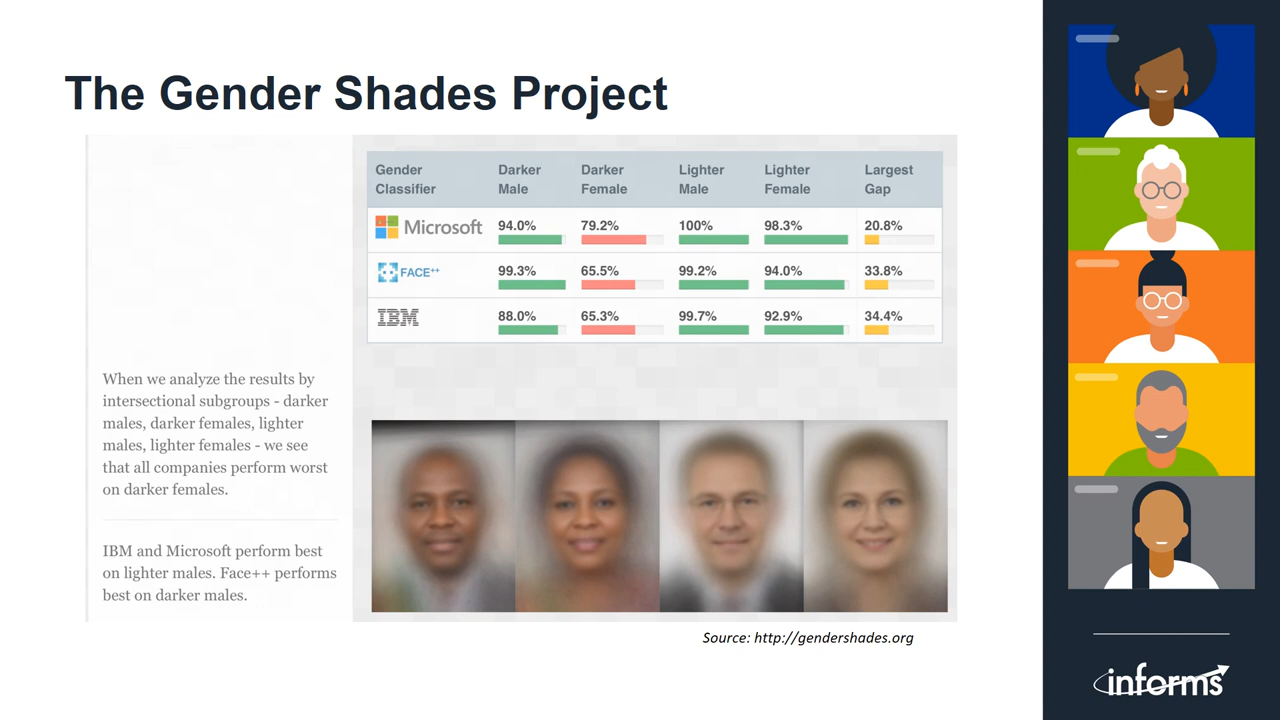 The Gender Shades Project
Gender Classifier Darker Male Darker Female Lighter Male Lighter Female Largest Gap
Microsoft 94.0% 79.2% 100% 98.3% 20.8%
FACE++ 99.3% 65.5% 99.2% 94.0% 33.8%
IBM 88.0% 65.3% 99.7% 92.9% 34.4%
When we analyze the results by
intersectional subgroups - darker
males, darker females, lighter
males, lighter females - we see
that all companies perform worst
on darker females.
IBM and Microsoft perform best
on lighter males. Face++ performs
best on darker males.
Source: http://gendershades.org
informs